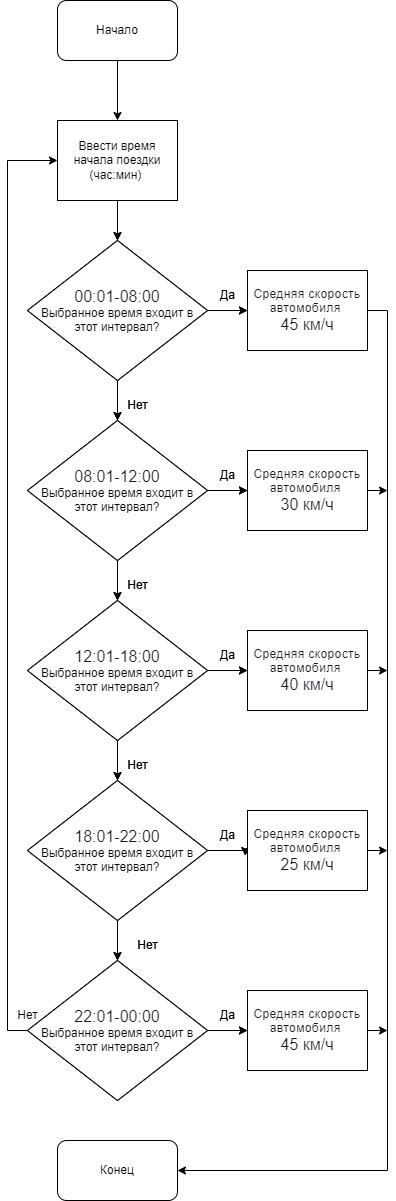 Начало
Ввести время
начала поездки
(час:мин)
00:01-08:00
Выбранное время входит в
этот интервал?
Да
Средняя скорость
автомобиля
45 км/ч
Нет
08:01-12:00
Выбранное время входит в
этот интервал?
Да
Средняя скорость
автомобиля
30 км/ч
Нет
12:01-18:00
Выбранное время входит в
этот интервал?
Да
Средняя скорость
автомобиля
40 км/ч
Нет
18:01-22:00
Выбранное время входит в
этот интервал?
Да
Средняя скорость
автомобиля
25 км/ч
Нет
Нет
22:01-00:00
Выбранное время входит в
этот интервал?
Да
Средняя скорость
автомобиля
45 км/ч
Конец